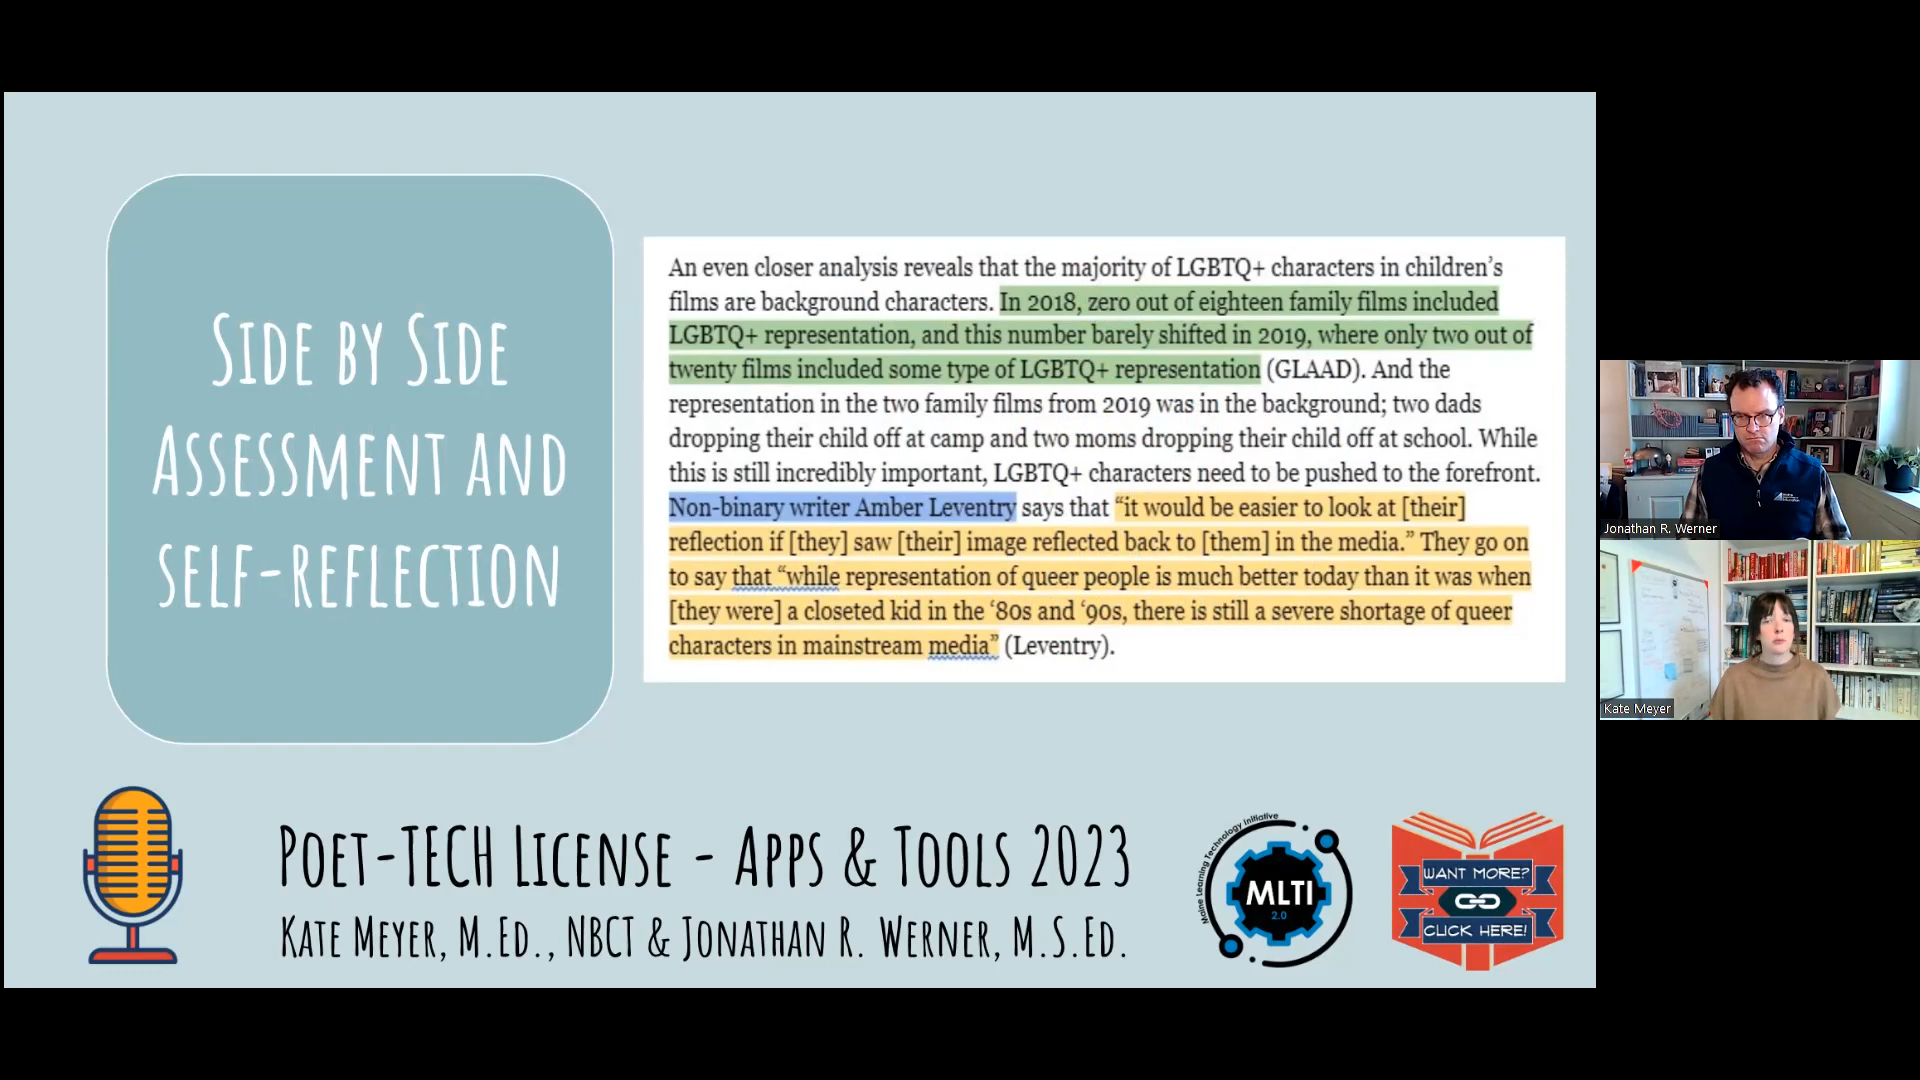 Side by Side
Assessment and
self-reflection
An even closer analysis reveals that the majority of LGBTQ+ characters in children’s
films are background characters. In 2018, zero out of eighteen family films included
LGBTQ+ representation, and this number barely shifted in 2019, where only two out of
twenty films included some type of LGBTQ+ representation (GLAAD). And the
representation in the two family films from 2019 was in the background; two dads
dropping their child off at camp and two moms dropping their child off at school. While
this is still incredibly important, LGBTQ+ characters need to be pushed to the forefront.
Non-binary writer Amber Leventry says that “it would be easier to look at [their]
reflection if [they] saw [their] image reflected back to [them] in the media.” They go on
to say that “while representation of queer people is much better today than it was when
[they were] a closeted kid in the ‘80s and ‘90s, there is still a severe shortage of queer
characters in mainstream media” (Leventry).
Poet-TECH License - Apps & Tools 2023
Kate Meyer, M.Ed., NBCT & Jonathan R. Werner, M.S.Ed.
Maine Learning Technology Initiative
MLTI
2.0
WANT MORE?
CLICK HERE!
Jonathan R. Werner
Kate Meyer